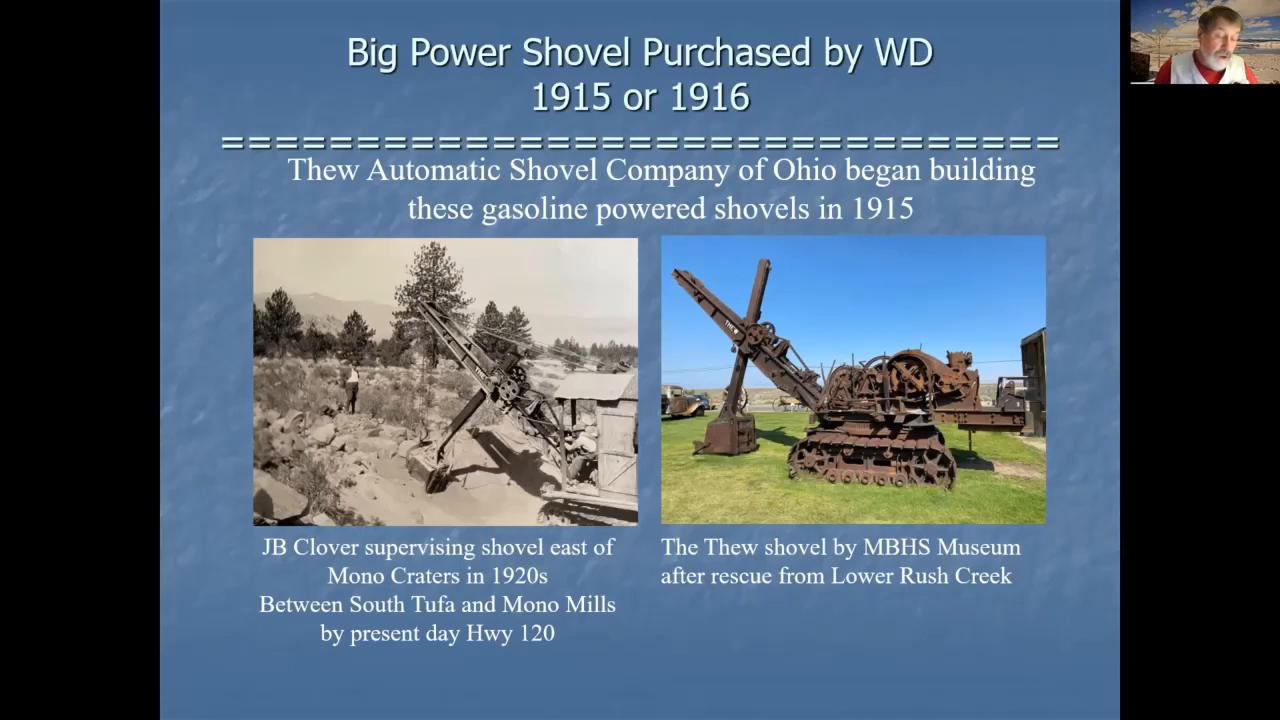 Big Power Shovel Purchased by WD
1915 or 1916
===============================
Thew Automatic Shovel Company of Ohio began building
these gasoline powered shovels in 1915
THEW
THEW
JB Clover supervising shovel east of
Mono Craters in 1920s
Between South Tufa and Mono Mills
by present day Hwy 120
The Thew shovel by MBHS Museum
after rescue from Lower Rush Creek